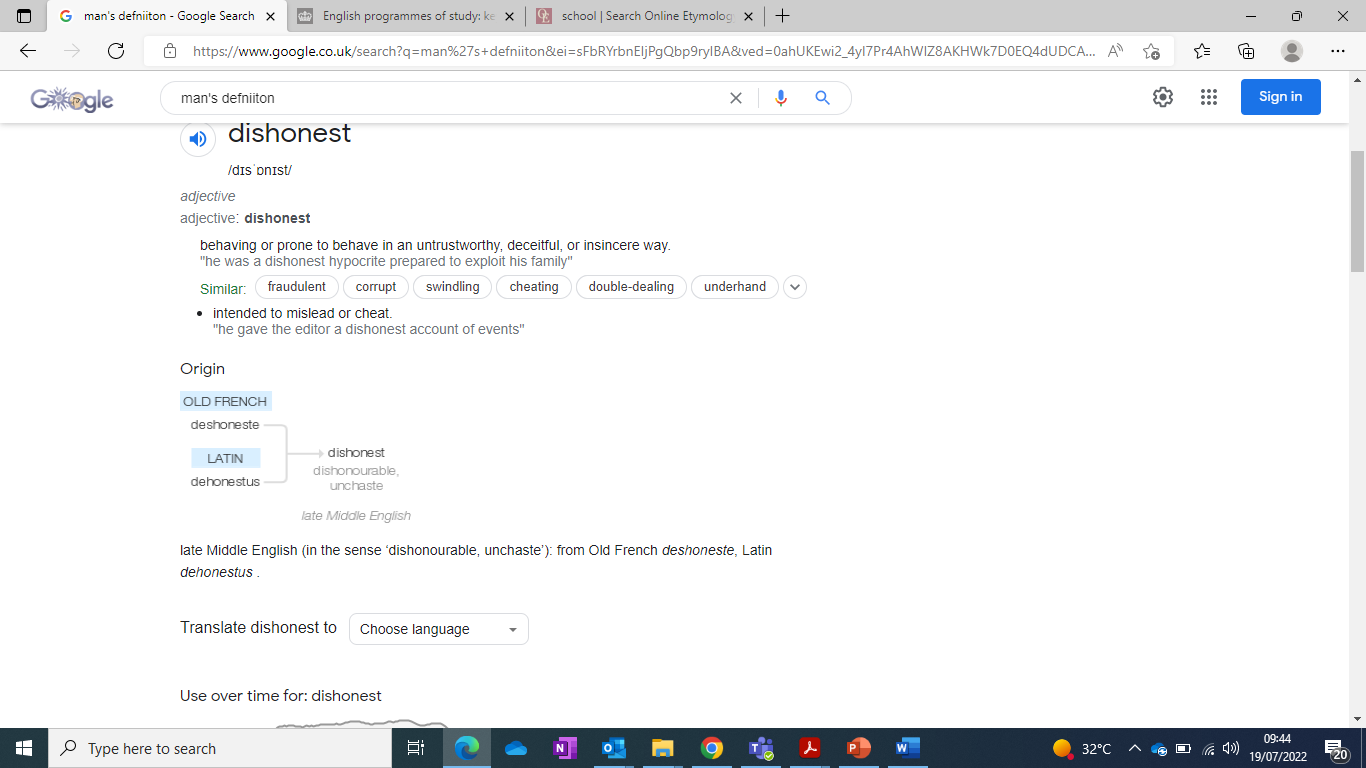 man's defniiton - Google Search
English programmes of study: ke
school | Search Online Etymolog
https://www.google.co.uk/search?q=man%27s+defniiton&ei=sFbRYrbnEIjPgQbp9ryIBA&ved=0ahUKEwi2_4yl7Pr4AhWIZ8AKHWk7D0EQ4dUDCA...
Google
man's defniiton
Sign in
dishonest
/dɪsˈɒnɪst/
adjective
adjective: dishonest
behaving or prone to behave in an untrustworthy, deceitful, or insincere way.
"he was a dishonest hypocrite prepared to exploit his family"
Similar: fraudulent corrupt swindling cheating double-dealing underhand
• intended to mislead or cheat.
"he gave the editor a dishonest account of events"
Origin
OLD FRENCH
deshoneste
LATIN
dehonestus
dishonest
dishonourable,
unchaste
late Middle English
late Middle English (in the sense ‘dishonourable, unchaste’): from Old French deshoneste, Latin
dehonestus .
Translate dishonest to Choose language
Use over time for: dishonest
Type here to search
32°C
09:44
19/07/2022
20